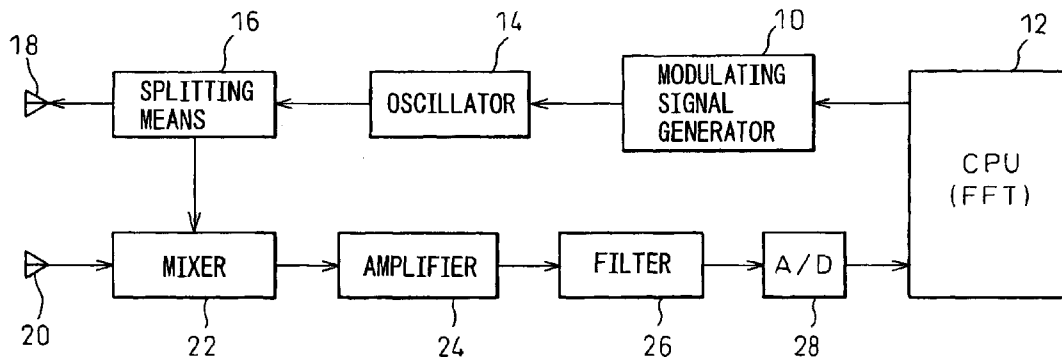 18
16
14
10
12
SPLITTING
MEANS
OSCILLATOR
MODULATING
SIGNAL
GENERATOR
CPU
(FFT)
MIXER
AMPLIFIER
FILTER
A/D
20
22
24
26
28